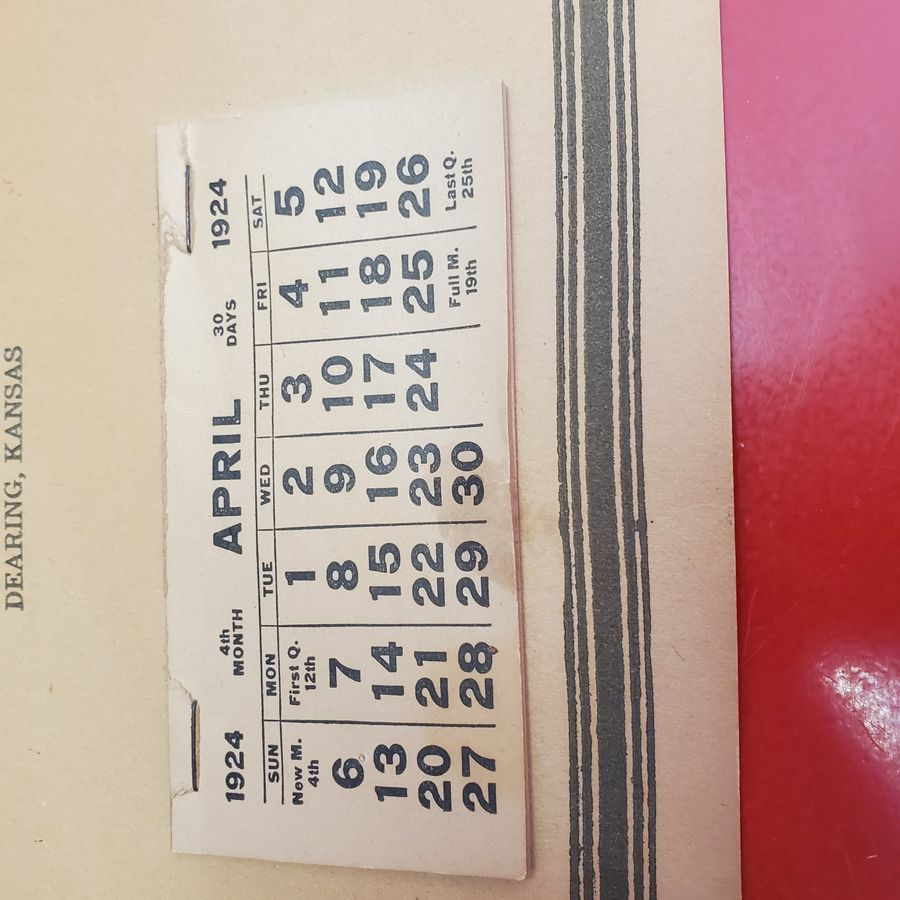 DEARING, KANSAS
1924 4th MONTH APRIL 30 DAYS 1924
SUN MON TUE WED THU FRI SAT
New M. 4th First Q. 12th 1 2 3 4 5
6 7 8 9 10 11 12
13 14 15 16 17 18 19
20 21 22 23 24 25 26
27 28 29 30 Full M. 19th Last Q. 25th